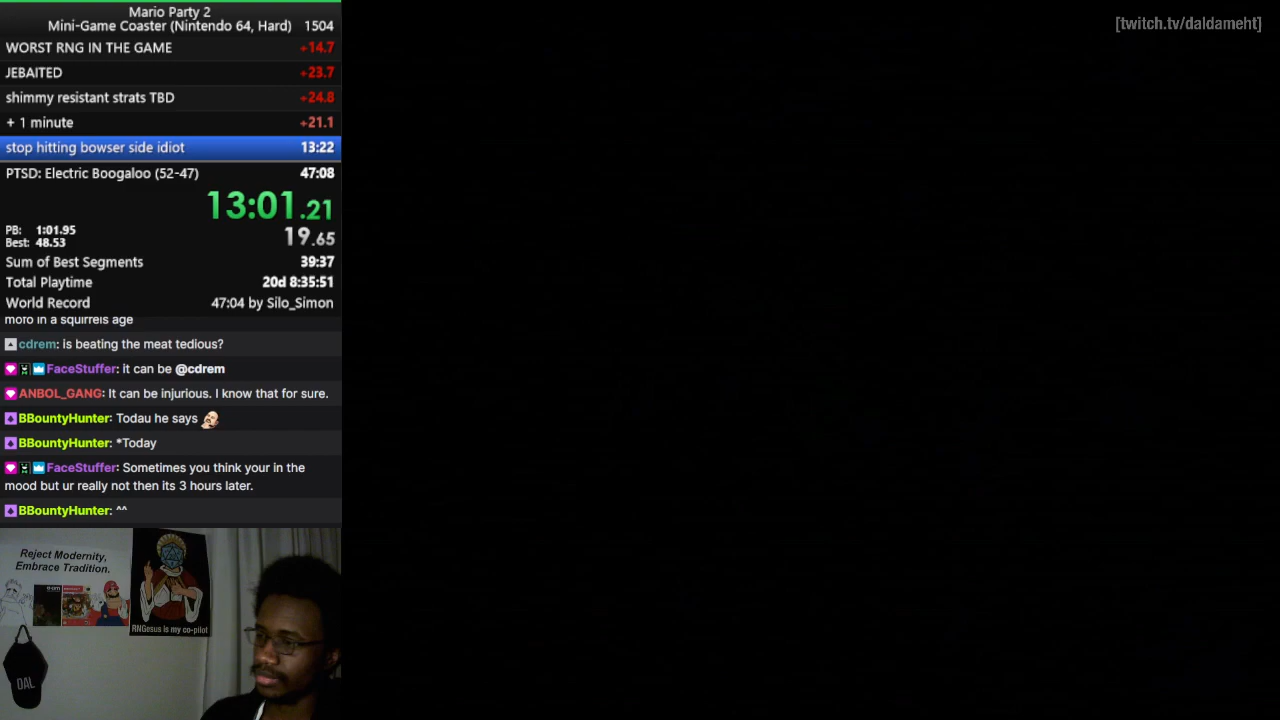 Mario Party 2
Mini-Game Coaster (Nintendo 64, Hard) 1504
[twitch.tv/daldameht]
WORST RNG IN THE GAME +14.7
JEBAITED +23.7
shimmy resistant strats TBD +24.8
+ 1 minute +21.1
stop hitting bowser side idiot 13:22
PTSD: Electric Boogaloo (52-47) 47:08
13:01.21
PB: 1:01.95
Best: 48.53
19.65
Sum of Best Segments 39:37
Total Playtime 20d 8:35:51
World Record 47:04 by Silo_Simon
mofo in a squirrels age
cdrem: is beating the meat tedious?
FaceStuffer: it can be @cdrem
ANBOL_GANG: It can be injurious. I know that for sure.
BBountyHunter: Todau he says
BBountyHunter: *Today
FaceStuffer: Sometimes you think your in the
mood but ur really not then its 3 hours later.
BBountyHunter: ^^
Reject Modernity,
Embrace Tradition.
RNGesus is my co-pilot
DAL